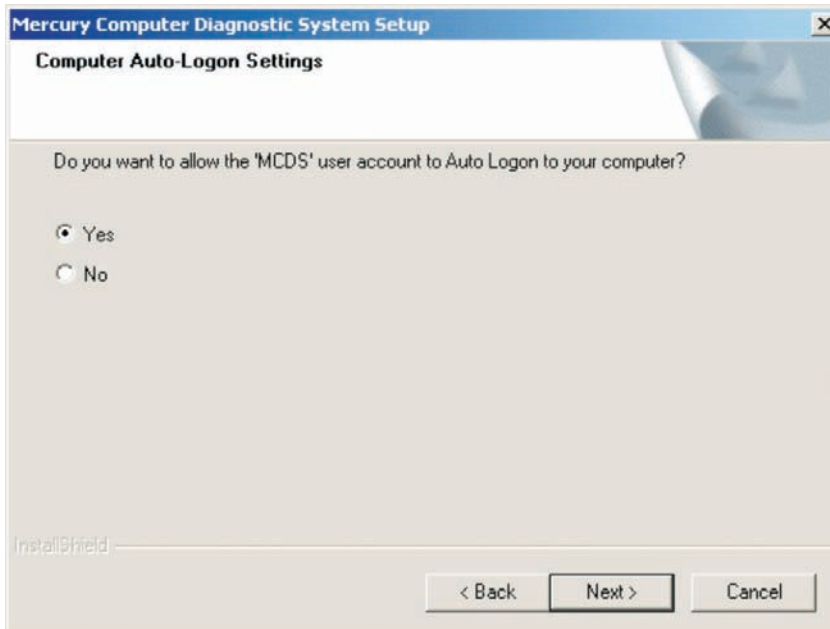 Mercury Computer Diagnostic System Setup
Computer Auto-Logon Settings
Do you want to allow the 'MCDS' user account to Auto Logon to your computer?
Yes
No
InstallShield
< Back
Next >
Cancel